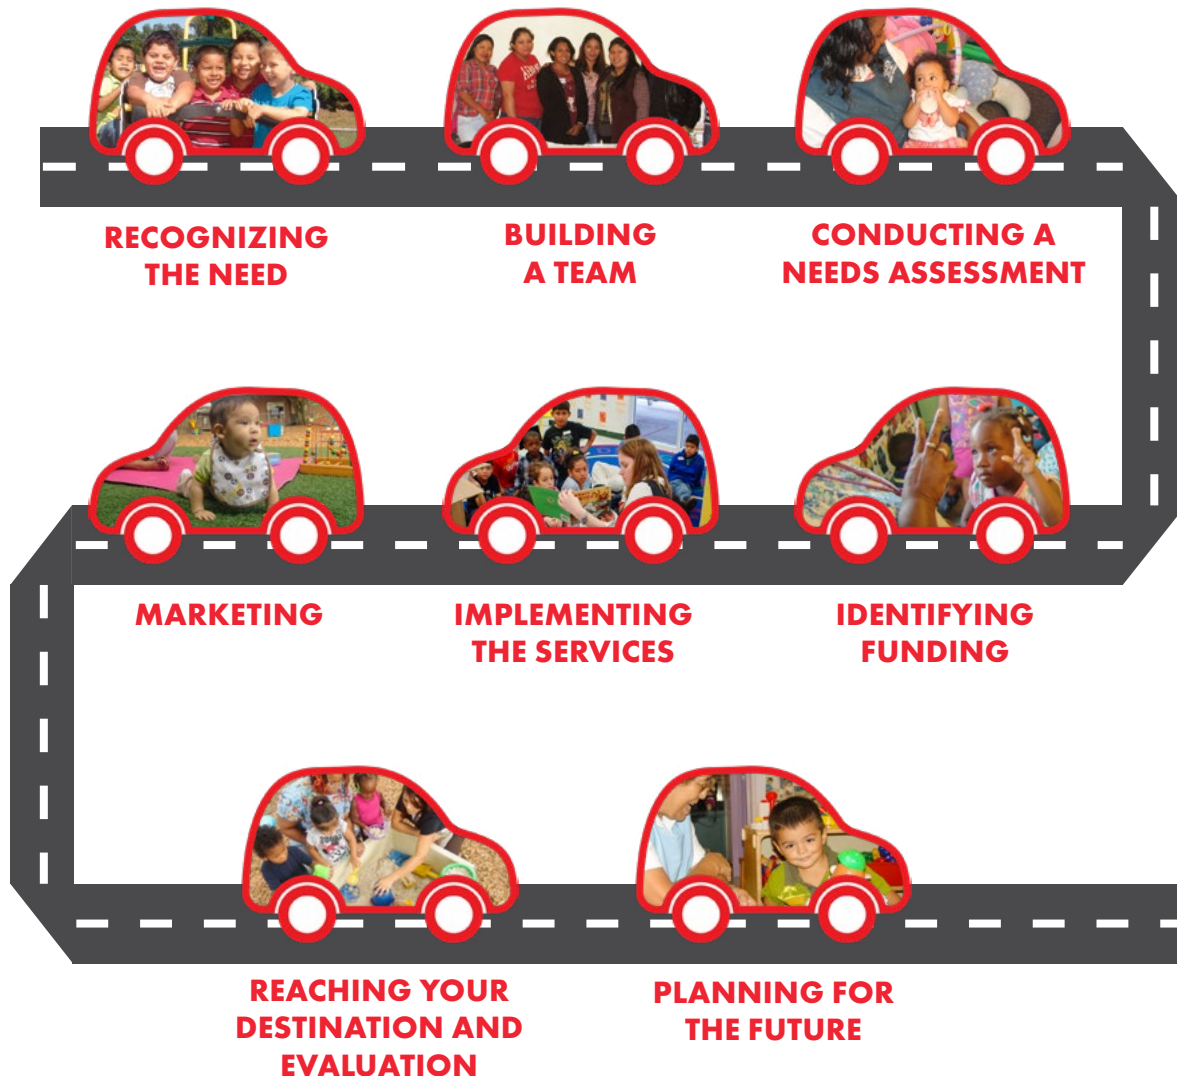 RECOGNIZING
THE NEED
BUILDING
A TEAM
CONDUCTING A
NEEDS ASSESSMENT
MARKETING
IMPLEMENTING
THE SERVICES
IDENTIFYING
FUNDING
REACHING YOUR
DESTINATION AND
EVALUATION
PLANNING FOR
THE FUTURE